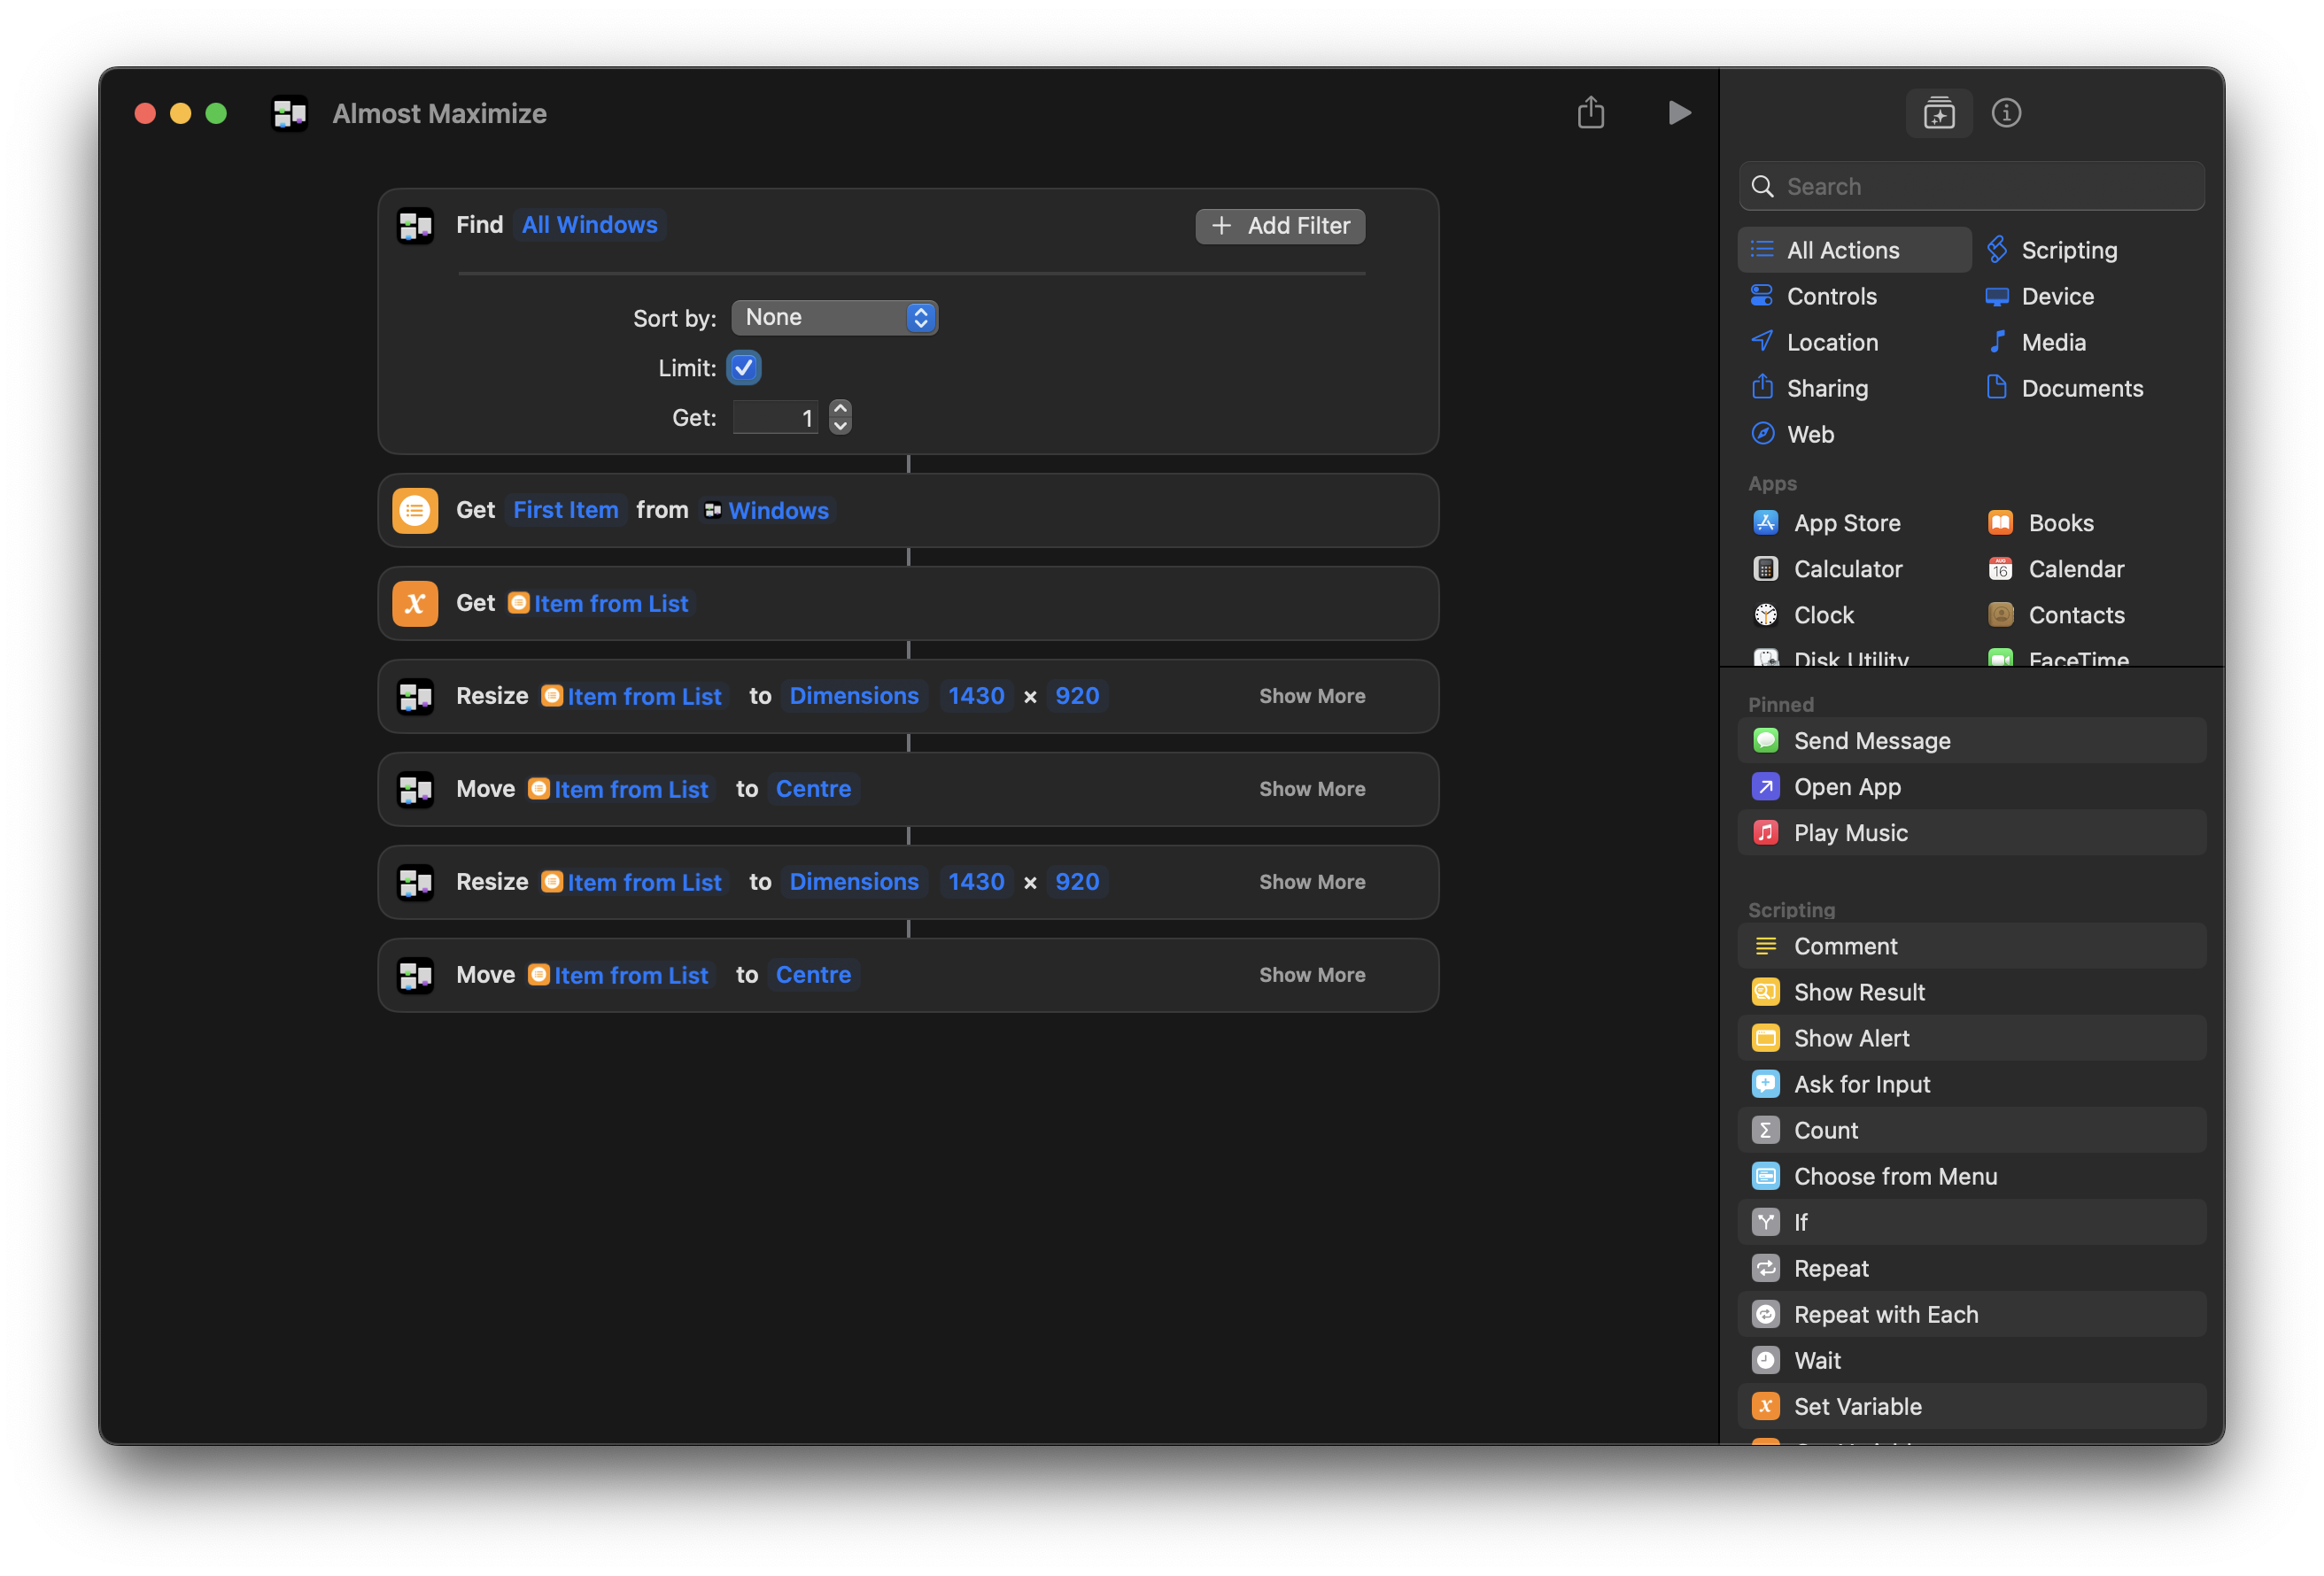 Almost Maximize
Find All Windows
Add Filter
Sort by: None
Limit:
Get: 1
Get First Item from Windows
Get Item from List
Resize Item from List to Dimensions 1430 × 920 Show More
Move Item from List to Centre Show More
Resize Item from List to Dimensions 1430 × 920 Show More
Move Item from List to Centre Show More
Search
All Actions Scripting
Controls Device
Location Media
Sharing Documents
Web
Apps
App Store Books
Calculator Calendar
Clock Contacts
Disk Utility FaceTime
Pinned
Send Message
Open App
Play Music
Scripting
Comment
Show Result
Show Alert
Ask for Input
Count
Choose from Menu
If
Repeat
Repeat with Each
Wait
Set Variable